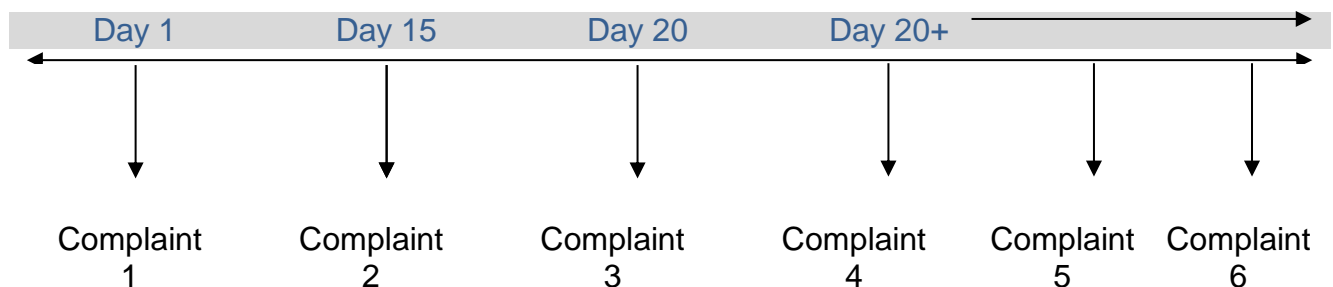 Day 1 Day 15 Day 20 Day 20+
Complaint Complaint Complaint Complaint Complaint Complaint
1 2 3 4 5 6